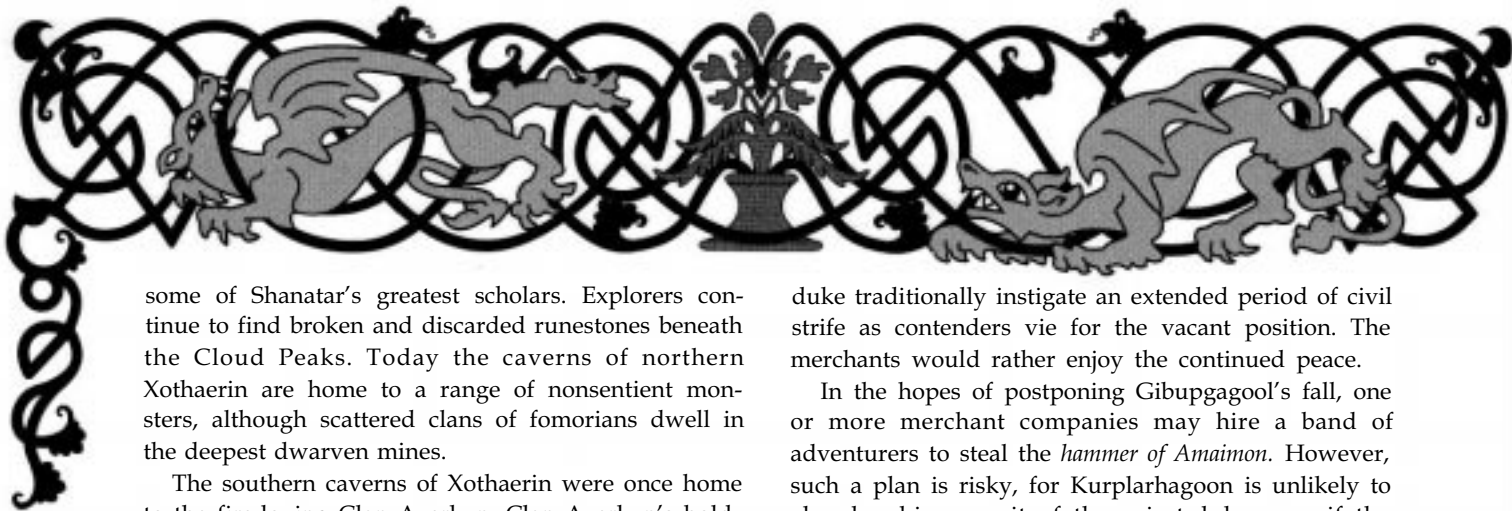 some of Shanatar's greatest scholars. Explorers con-
tinue to find broken and discarded runestones beneath
the Cloud Peaks. Today the caverns of northern
Xothaerin are home to a range of nonsentient mon-
sters, although scattered clans of fomorians dwell in
the deepest dwarven mines.
The southern caverns of Xothaerin were once home
duke traditionally instigate an extended period of civil
strife as contenders vie for the vacant position. The
merchants would rather enjoy the continued peace.
In the hopes of postponing Gibupgagool's fall, one
or more merchant companies may hire a band of
adventurers to steal the hammer of Amaimon. However,
such a plan is risky, for Kurplarhagoon is unlikely to